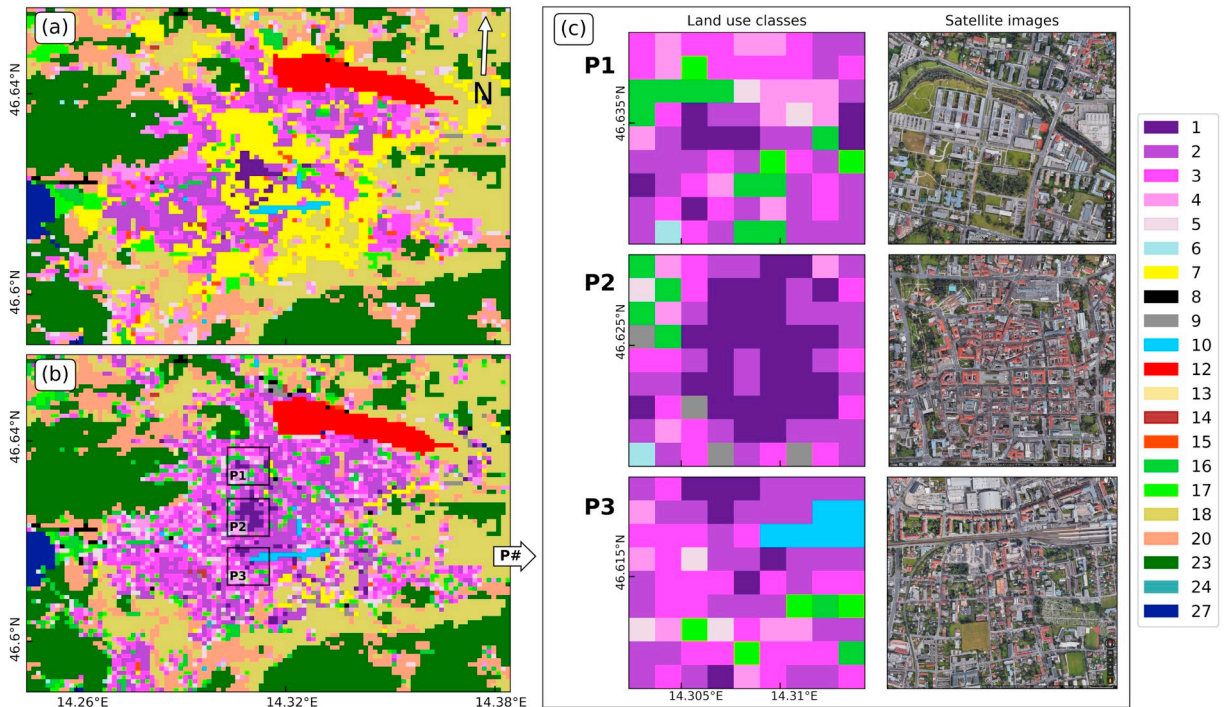 (a)
N
46.64°N
46.6°N
(b)
P1
P2
P3
46.64°N
46.6°N
14.26°E
14.32°E
14.38°E
P#
(c)
Land use classes
Satellite images
P1
46.635°N
P2
46.625°N
P3
46.615°N
14.305°E
14.31°E
1
2
3
4
5
6
7
8
9
10
12
13
14
15
16
17
18
20
23
24
27